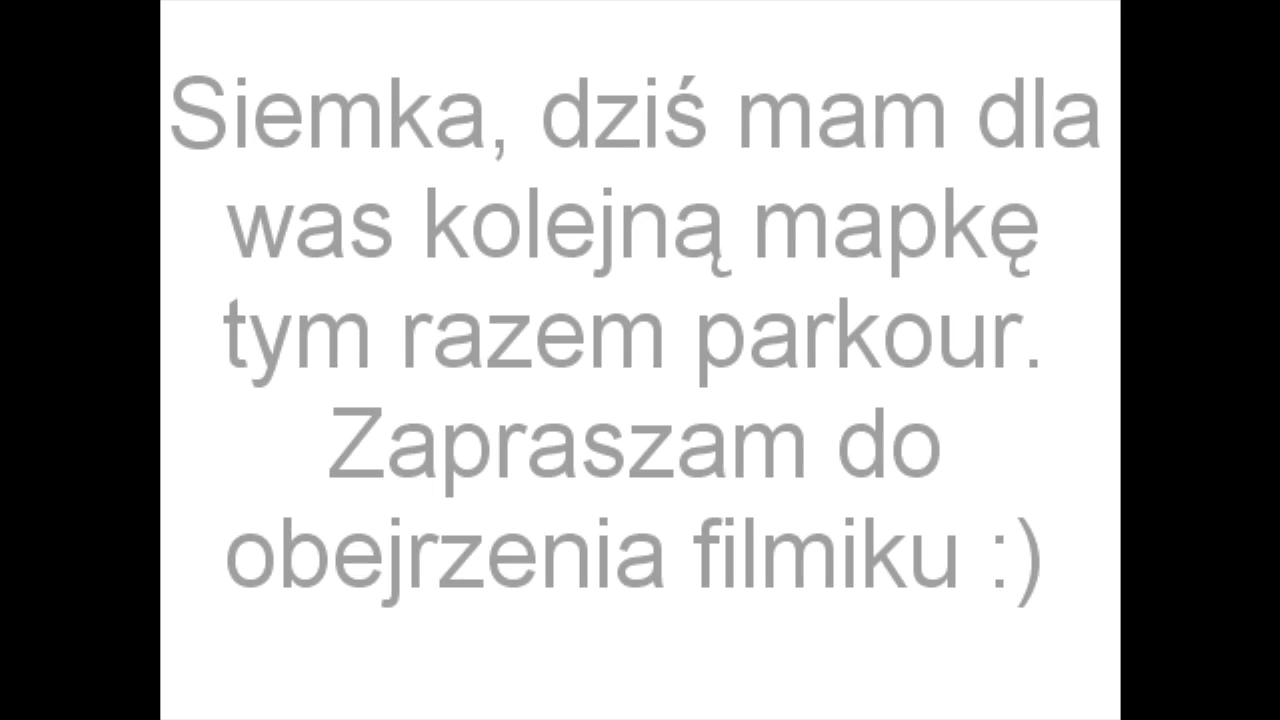 Siemka, dziś mam dla
was kolejną mapkę
tym razem parkour.
Zapraszam do
obejrzenia filmiku :)